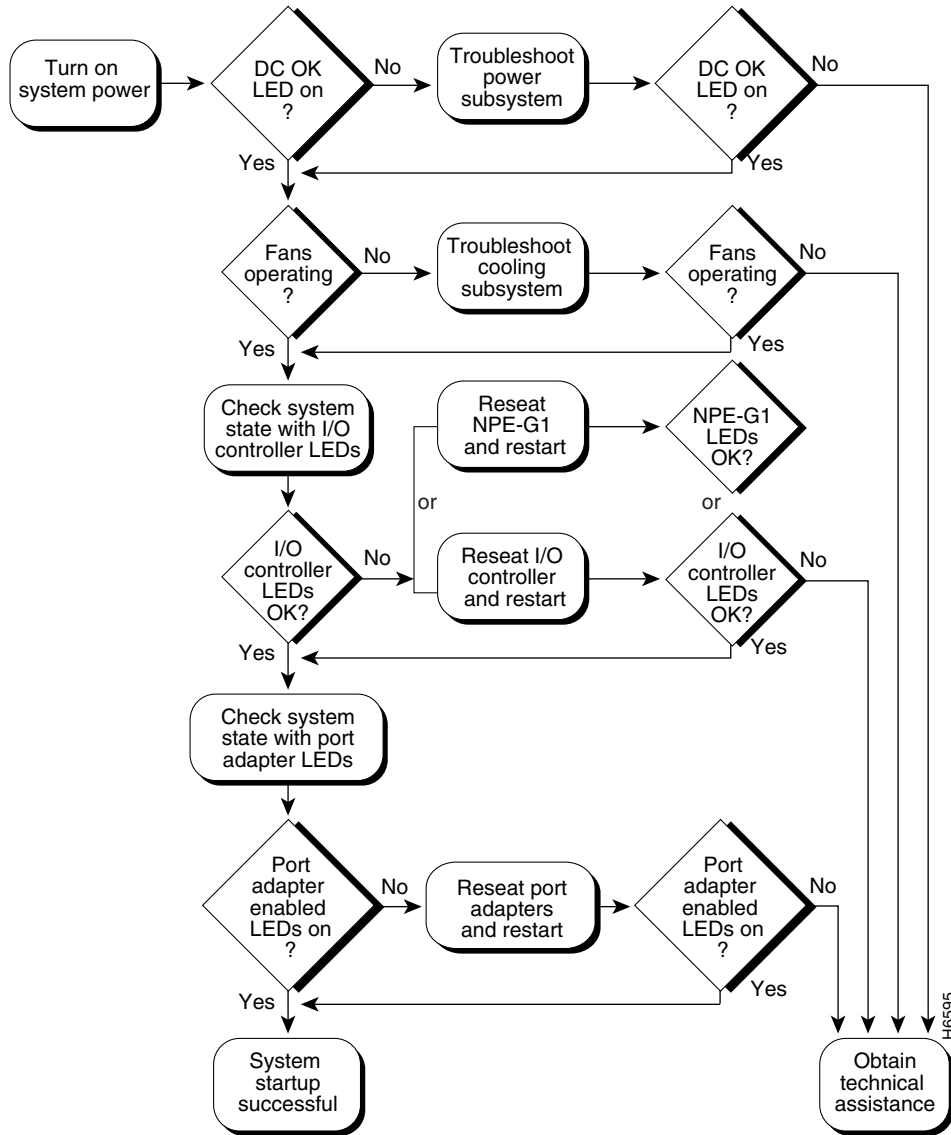 Turn on
system power
DC OK
LED on
?
No
Troubleshoot
power
subsystem
DC OK
LED on
?
No
Yes
Yes
Fans
operating
?
No
Troubleshoot
cooling
subsystem
Fans
operating
?
No
Yes
Yes
Check system
state with I/O
controller LEDs
Reseat
NPE-G1
and restart
NPE-G1
LEDs
OK?
or
or
I/O
controller
LEDs
OK?
No
Reseat I/O
controller
and restart
I/O
controller
LEDs
OK?
No
Yes
Yes
Check system
state with port
adapter LEDs
Port
adapter
enabled
LEDs on
?
No
Reseat port
adapters
and restart
Port
adapter
enabled
LEDs on
?
No
Yes
Yes
System
startup
successful
Obtain
technical
assistance
H6595